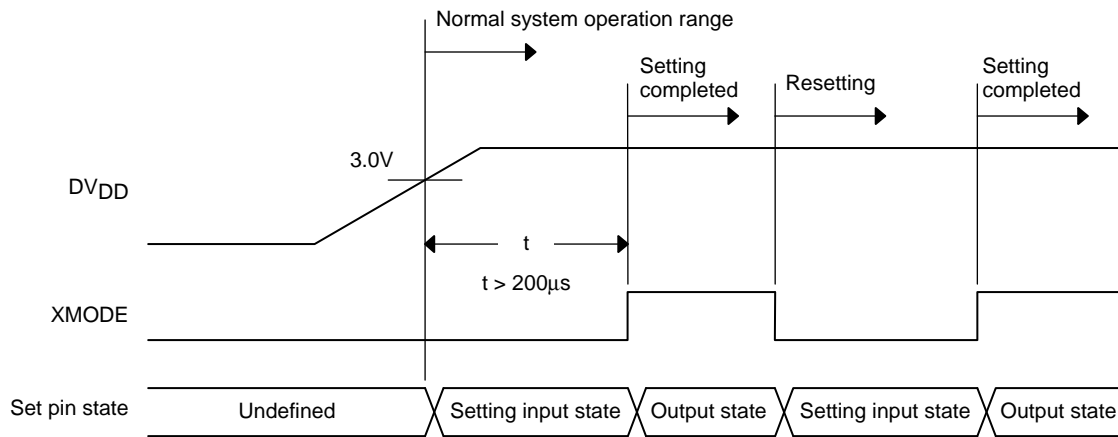 Normal system operation range
Setting
completed
Resetting
Setting
completed
3.0V
DVDD
t
t > 200μs
XMODE
Set pin state
Undefined
Setting input state
Output state
Setting input state
Output state